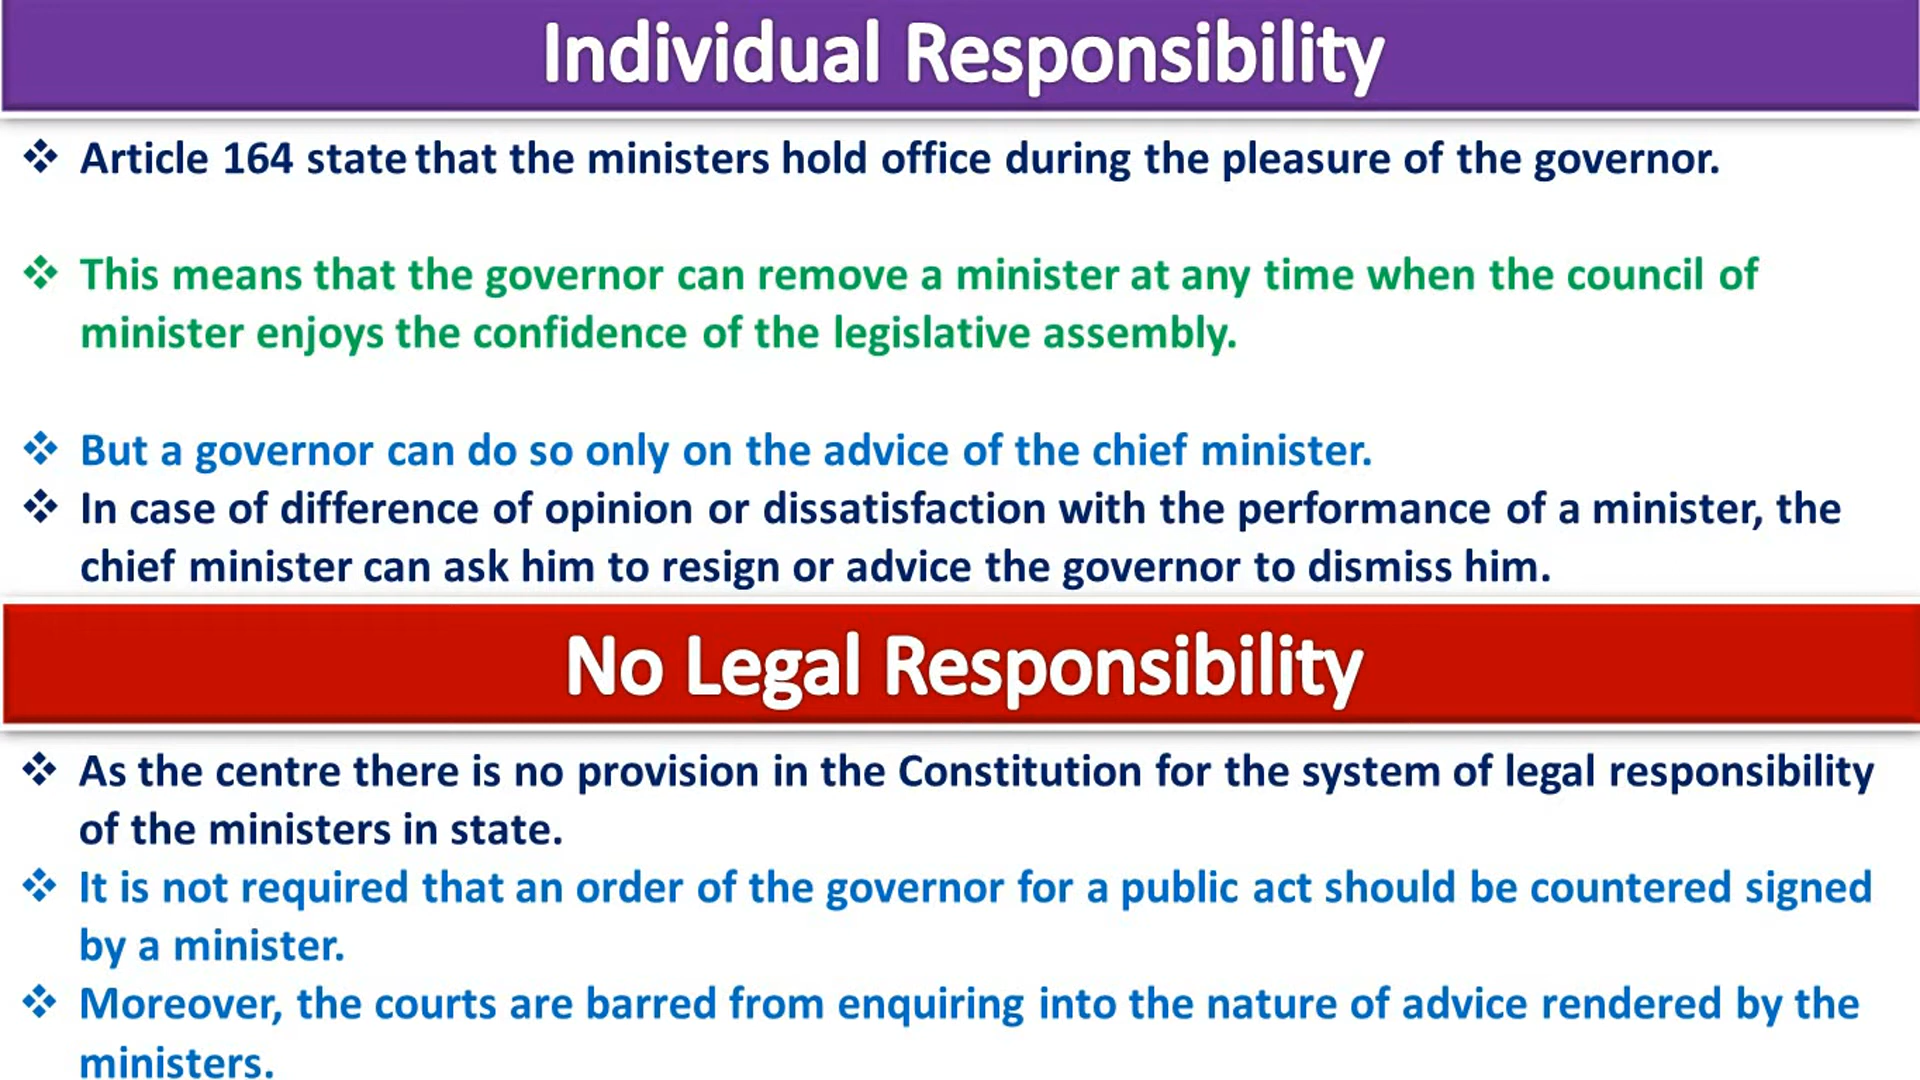 Individual Responsibility
❖ Article 164 state that the ministers hold office during the pleasure of the governor.
❖ This means that the governor can remove a minister at any time when the council of
minister enjoys the confidence of the legislative assembly.
❖ But a governor can do so only on the advice of the chief minister.
❖ In case of difference of opinion or dissatisfaction with the performance of a minister, the
chief minister can ask him to resign or advice the governor to dismiss him.
No Legal Responsibility
❖ As the centre there is no provision in the Constitution for the system of legal responsibility
of the ministers in state.
❖ It is not required that an order of the governor for a public act should be countered signed
by a minister.
❖ Moreover, the courts are barred from enquiring into the nature of advice rendered by the
ministers.